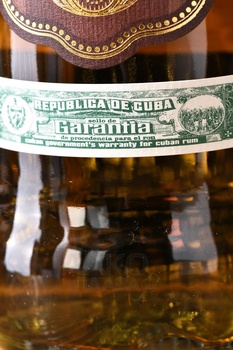 REPUBLICA DE CUBA
sello de
Garantia
de procedencia para el ron
cuban government's warranty for cuban rum